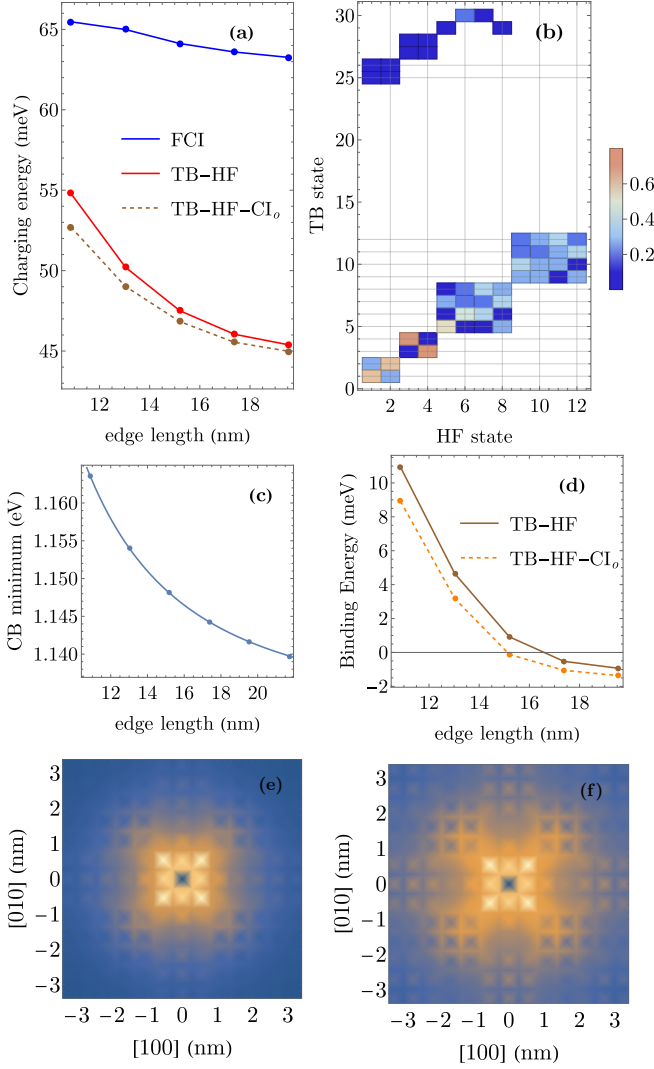 (a)
65
60
55
50
45
Charging energy (meV)
FCI
TB−HF
TB−HF−CIₒ
12 14 16 18
edge length (nm)
(b)
30
25
20
15
10
5
0
TB state
2 4 6 8 10 12
HF state
0.6
0.4
0.2
(c)
1.160
1.155
1.150
1.145
1.140
CB minimum (eV)
12 14 16 18 20
edge length (nm)
(d)
10
8
6
4
2
0
−2
Binding Energy (meV)
TB−HF
TB−HF−CIₒ
12 14 16 18
edge length (nm)
(e)
3
2
1
0
−1
−2
−3
[010] (nm)
−3 −2 −1 0 1 2 3
[100] (nm)
(f)
3
2
1
0
−1
−2
−3
[010] (nm)
−3 −2 −1 0 1 2 3
[100] (nm)